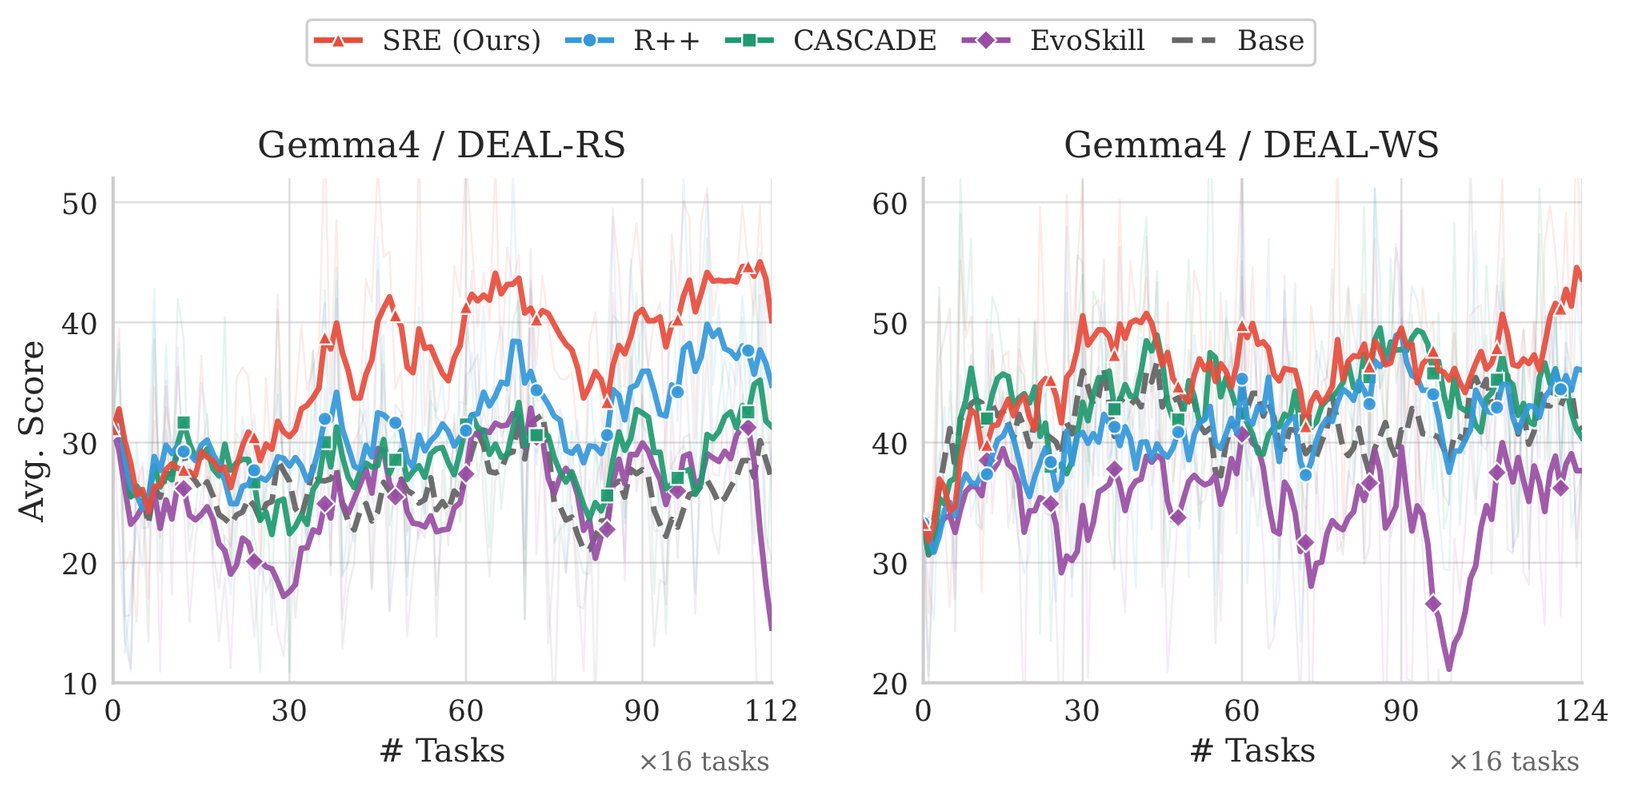 SRE (Ours) R++ CASCADE EvoSkill Base
Gemma4 / DEAL-RS
Gemma4 / DEAL-WS
Avg. Score
50
40
30
20
10
0 30 60 90 112
# Tasks
×16 tasks
60
50
40
30
20
0 30 60 90 124
# Tasks
×16 tasks